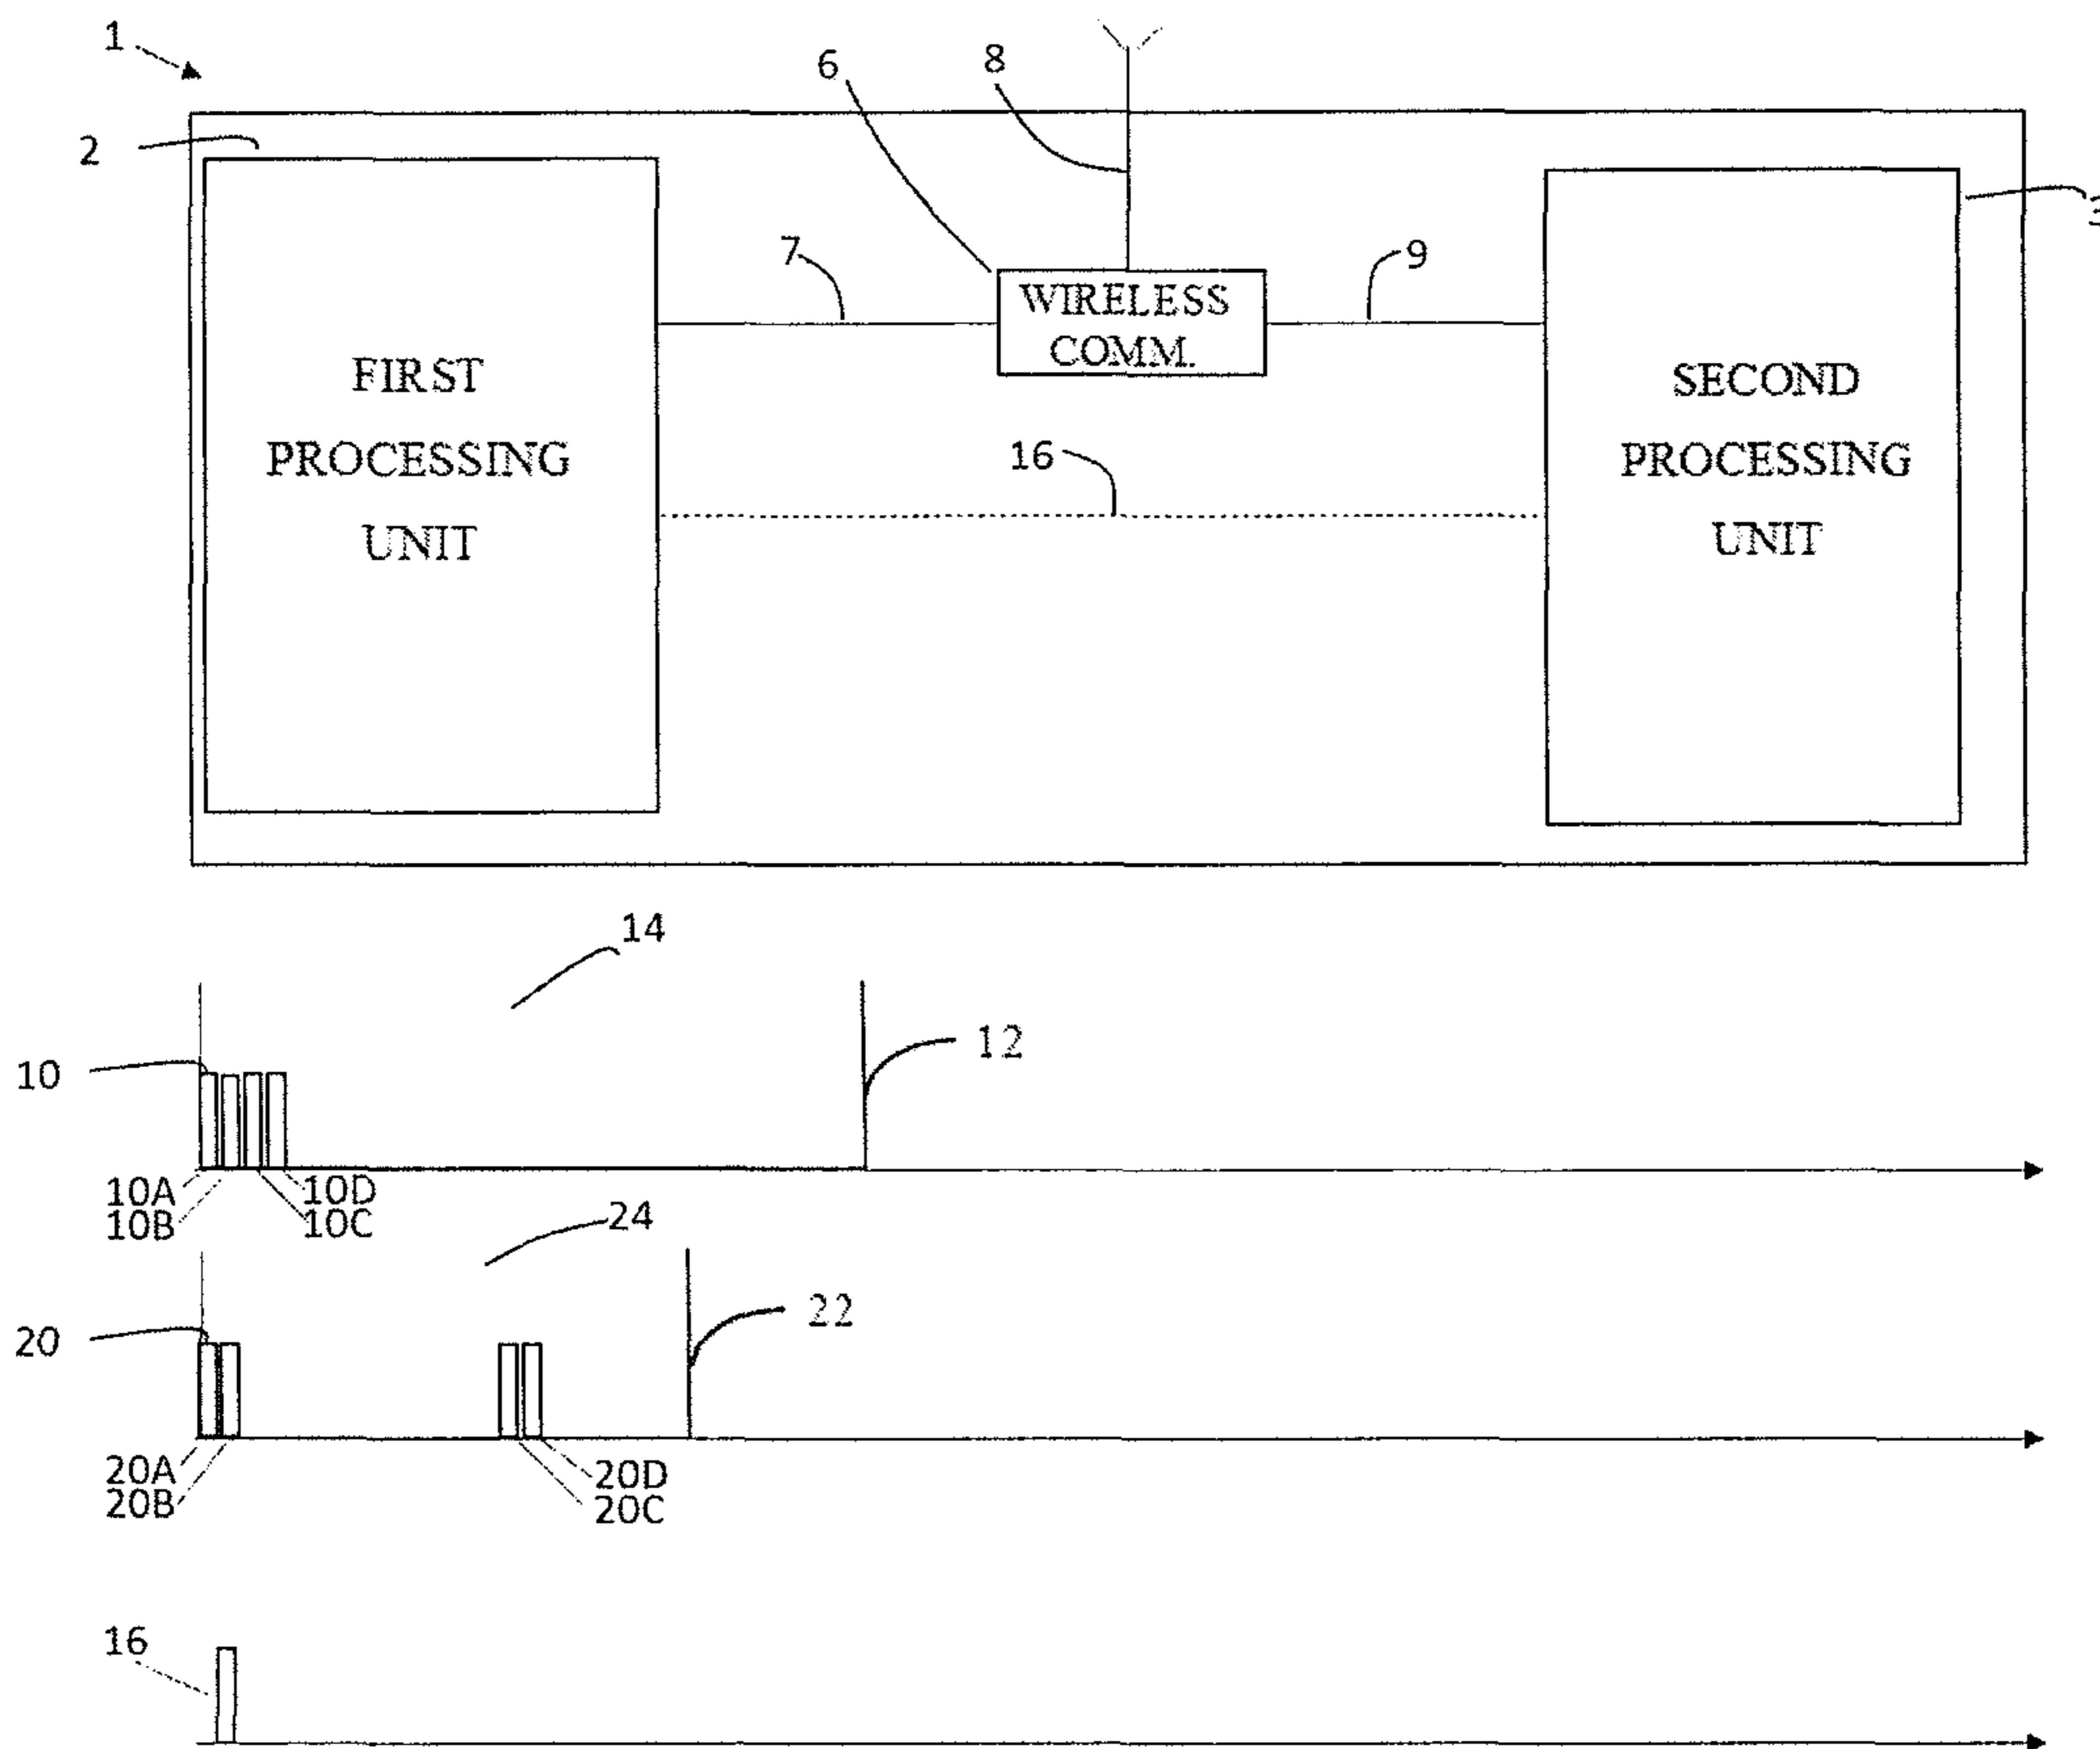 1
6
8
2
3
7
WIRELESS
COMM.
9
FIRST
PROCESSING
UNIT
16
SECOND
PROCESSING
UNIT
14
12
10
10A
10D
10B
10C
24
22
20
20A
20D
20B
20C
16